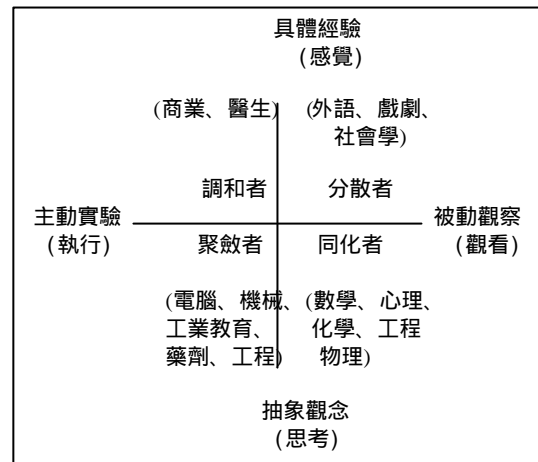 具體經驗
(感覺)
(商業、醫生)
(外語、戲劇、
社會學)
調和者
分散者
主動實驗
(執行)
被動觀察
(觀看)
聚斂者
同化者
(電腦、機械、
工業教育、
藥劑、工程)
(數學、心理、
化學、工程
物理)
抽象觀念
(思考)